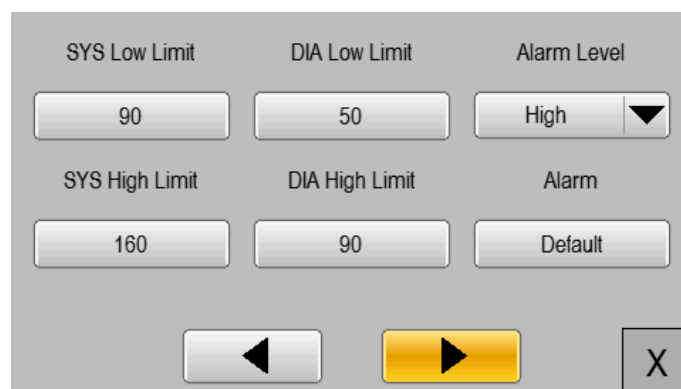 SYS Low Limit DIA Low Limit Alarm Level
90 50 High
SYS High Limit DIA High Limit Alarm
160 90 Default
X